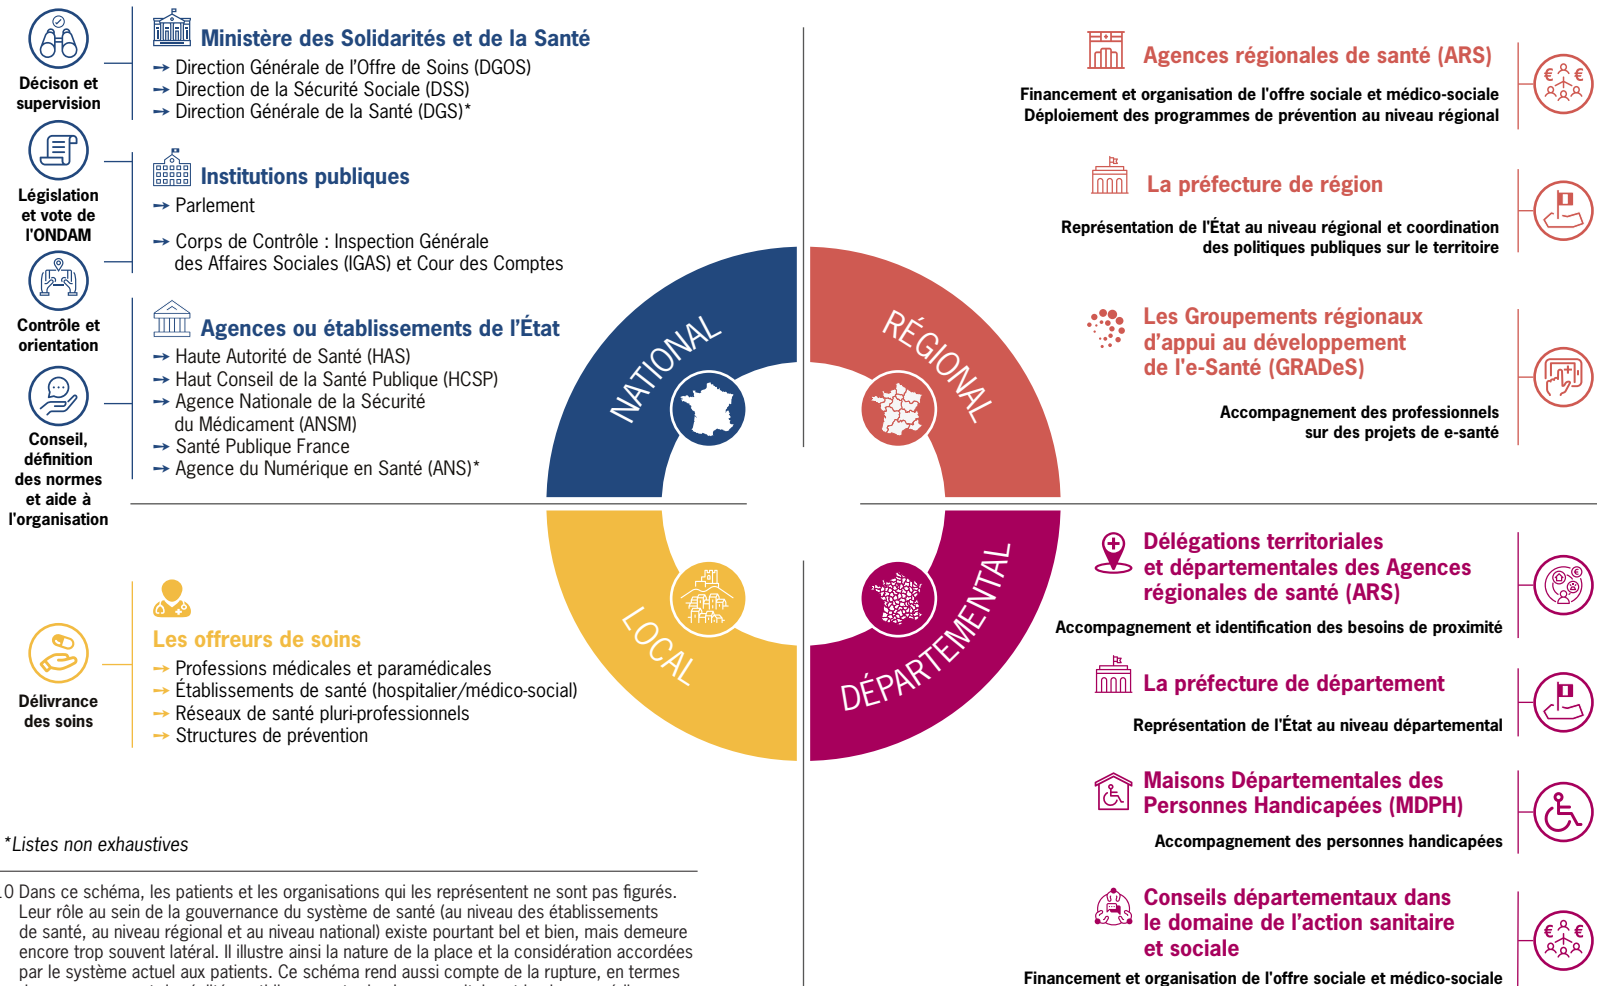 Décison et
supervision
Ministère des Solidarités et de la Santé
→ Direction Générale de l'Offre de Soins (DGOS)
→ Direction de la Sécurité Sociale (DSS)
→ Direction Générale de la Santé (DGS)*
Législation
et vote de
l'ONDAM
Contrôle et
orientation
Institutions publiques
→ Parlement
→ Corps de Contrôle : Inspection Générale
des Affaires Sociales (IGAS) et Cour des Comptes
Conseil,
définition
des normes
et aide à
l'organisation
Agences ou établissements de l'État
→ Haute Autorité de Santé (HAS)
→ Haut Conseil de la Santé Publique (HCSP)
→ Agence Nationale de la Sécurité
du Médicament (ANSM)
→ Santé Publique France
→ Agence du Numérique en Santé (ANS)*
NATIONAL
RÉGIONAL
Agences régionales de santé (ARS)
Financement et organisation de l'offre sociale et médico-sociale
Déploiement des programmes de prévention au niveau régional
La préfecture de région
Représentation de l'État au niveau régional et coordination
des politiques publiques sur le territoire
Les Groupements régionaux
d'appui au développement
de l'e-Santé (GRADeS)
Accompagnement des professionnels
sur des projets de e-santé
Délivrance
des soins
Les offreurs de soins
→ Professions médicales et paramédicales
→ Établissements de santé (hospitalier/médico-social)
→ Réseaux de santé pluri-professionnels
→ Structures de prévention
LOCAL
DÉPARTEMENTAL
Délégations territoriales
et départementales des Agences
régionales de santé (ARS)
Accompagnement et identification des besoins de proximité
La préfecture de département
Représentation de l'État au niveau départemental
Maisons Départementales des
Personnes Handicapées (MDPH)
Accompagnement des personnes handicapées
Conseils départementaux dans
le domaine de l'action sanitaire
et sociale
Financement et organisation de l'offre sociale et médico-sociale
*Listes non exhaustives
Dans ce schéma, les patients et les organisations qui les représentent ne sont pas figurés.
Leur rôle au sein de la gouvernance du système de santé (au niveau des établissements
de santé, au niveau régional et au niveau national) existe pourtant bel et bien, mais demeure
encore trop souvent latéral. Il illustre ainsi la nature de la place et la considération accordées
par le système actuel aux patients. Ce schéma rend aussi compte de la rupture, en termes